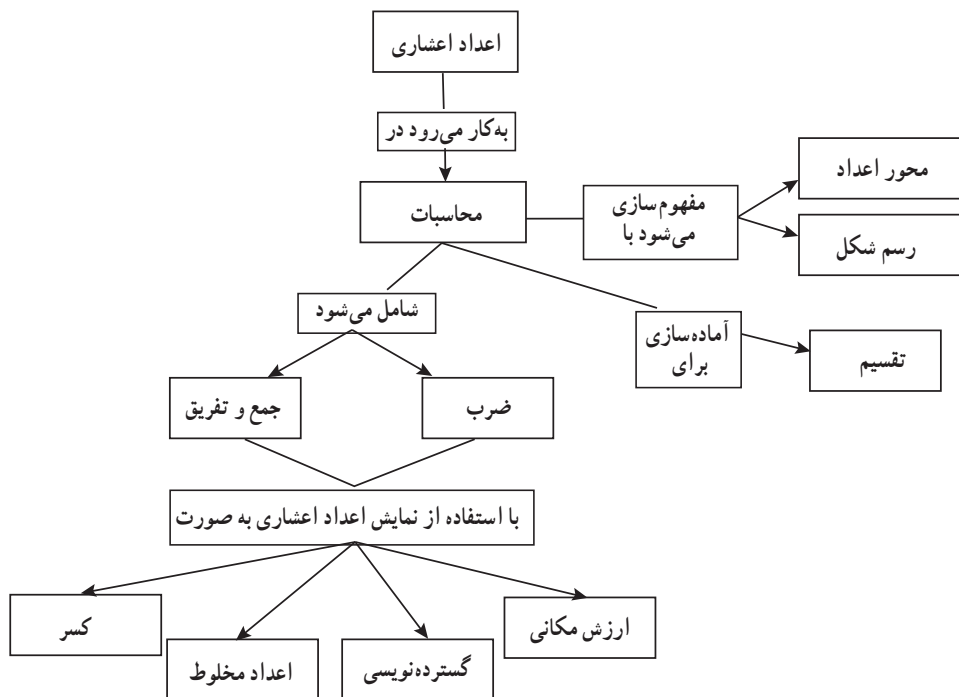 اعداد اعشاری
به‌کار می‌رود در
محاسبات
مفهوم‌سازی
می‌شود با
محور اعداد
رسم شکل
شامل می‌شود
آماده‌سازی
برای
تقسیم
جمع و تفریق
ضرب
با استفاده از نمایش اعداد اعشاری به صورت
ارزش مکانی
گسترده‌نویسی
اعداد مخلوط
کسر